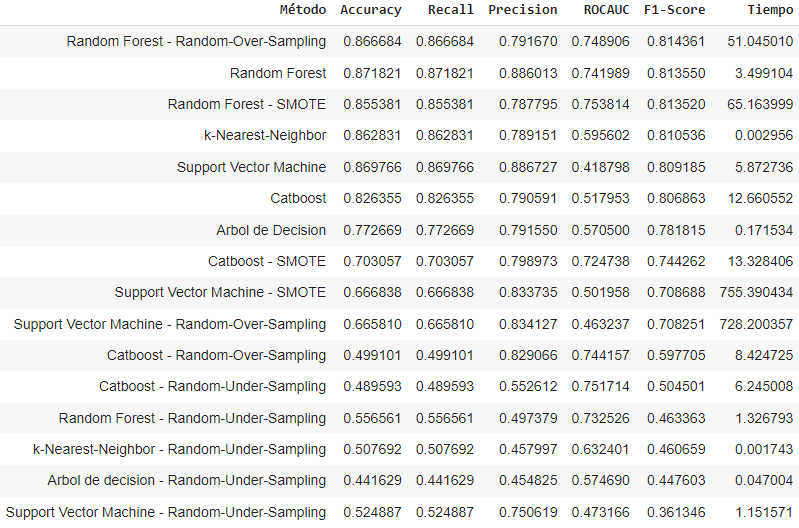 Método Accuracy Recall Precision ROCAUC F1-Score Tiempo
Random Forest - Random-Over-Sampling 0.866684 0.866684 0.791670 0.748906 0.814361 51.045010
Random Forest 0.871821 0.871821 0.886013 0.741989 0.813550 3.499104
Random Forest - SMOTE 0.855381 0.855381 0.787795 0.753814 0.813520 65.163999
k-Nearest-Neighbor 0.862831 0.862831 0.789151 0.595602 0.810536 0.002956
Support Vector Machine 0.869766 0.869766 0.886727 0.418798 0.809185 5.872736
Catboost 0.826355 0.826355 0.790591 0.517953 0.806863 12.660552
Arbol de Decision 0.772669 0.772669 0.791550 0.570500 0.781815 0.171534
Catboost - SMOTE 0.703057 0.703057 0.798973 0.724738 0.744262 13.328406
Support Vector Machine - SMOTE 0.666838 0.666838 0.833735 0.501958 0.708688 755.390434
Support Vector Machine - Random-Over-Sampling 0.665810 0.665810 0.834127 0.463237 0.708251 728.200357
Catboost - Random-Over-Sampling 0.499101 0.499101 0.829066 0.744157 0.597705 8.424725
Catboost - Random-Under-Sampling 0.489593 0.489593 0.552612 0.751714 0.504501 6.245008
Random Forest - Random-Under-Sampling 0.556561 0.556561 0.497379 0.732526 0.463363 1.326793
k-Nearest-Neighbor - Random-Under-Sampling 0.507692 0.507692 0.457997 0.632401 0.460659 0.001743
Arbol de decision - Random-Under-Sampling 0.441629 0.441629 0.454825 0.574690 0.447603 0.047004
Support Vector Machine - Random-Under-Sampling 0.524887 0.524887 0.750619 0.473166 0.361346 1.151571